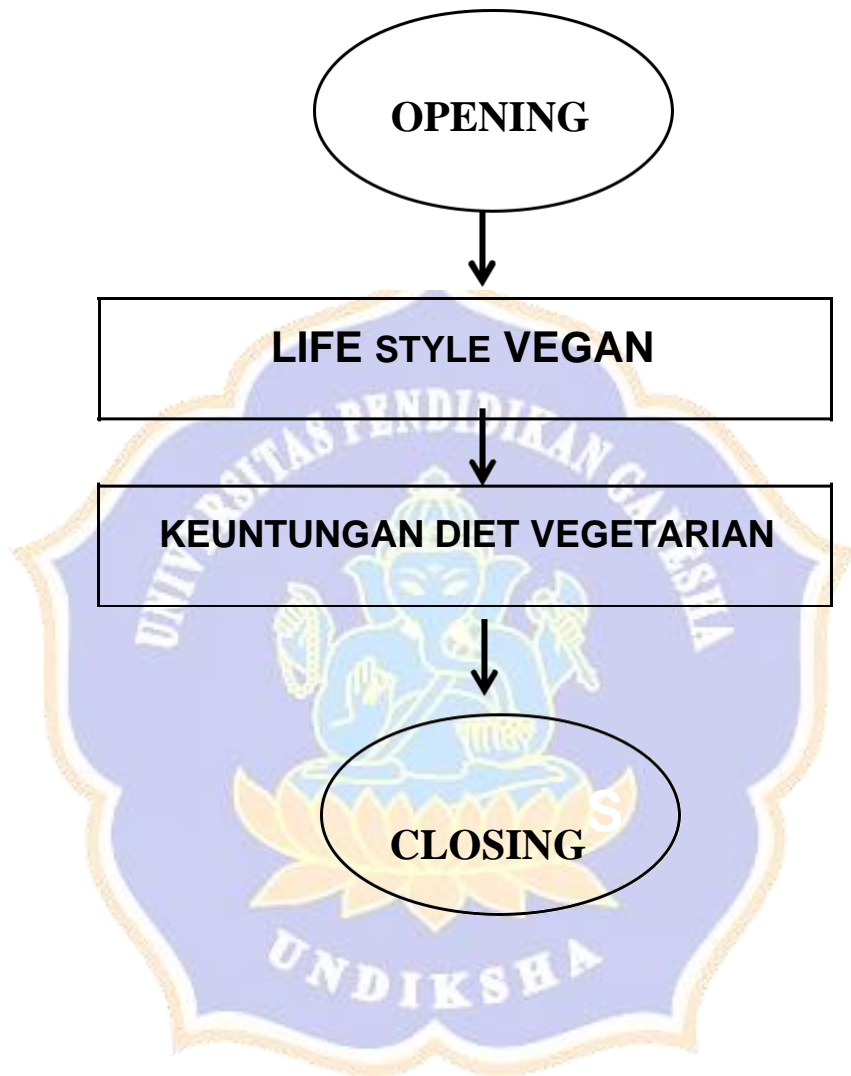 OPENING
LIFE STYLE VEGAN
UNIVERSITAS PENDIDIKAN GANESHA
KEUNTUNGAN DIET VEGETARIAN
S
CLOSING
UNDIKSHA